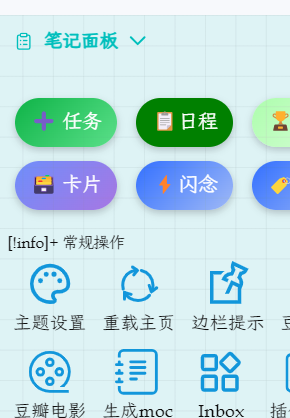 笔记面板
任务 日程
卡片 闪念
[!info]+ 常规操作
主题设置 重载主页 边栏提示
豆瓣电影 生成moc Inbox